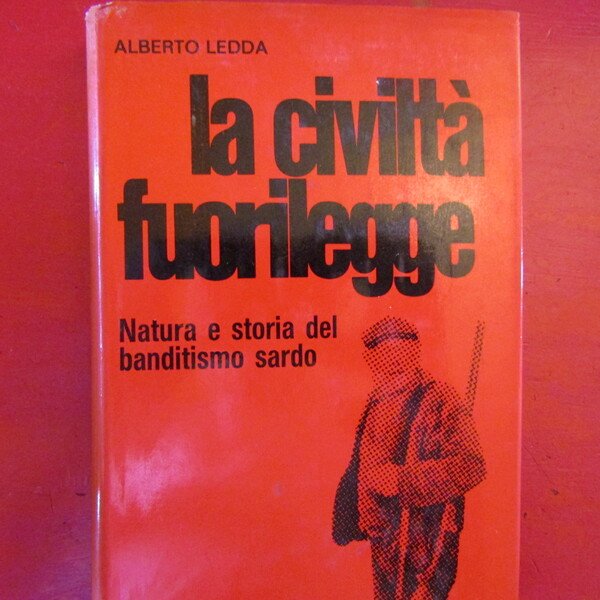 ALBERTO LEDDA
la civiltà
fuorilegge
Natura e storia del
banditismo sardo